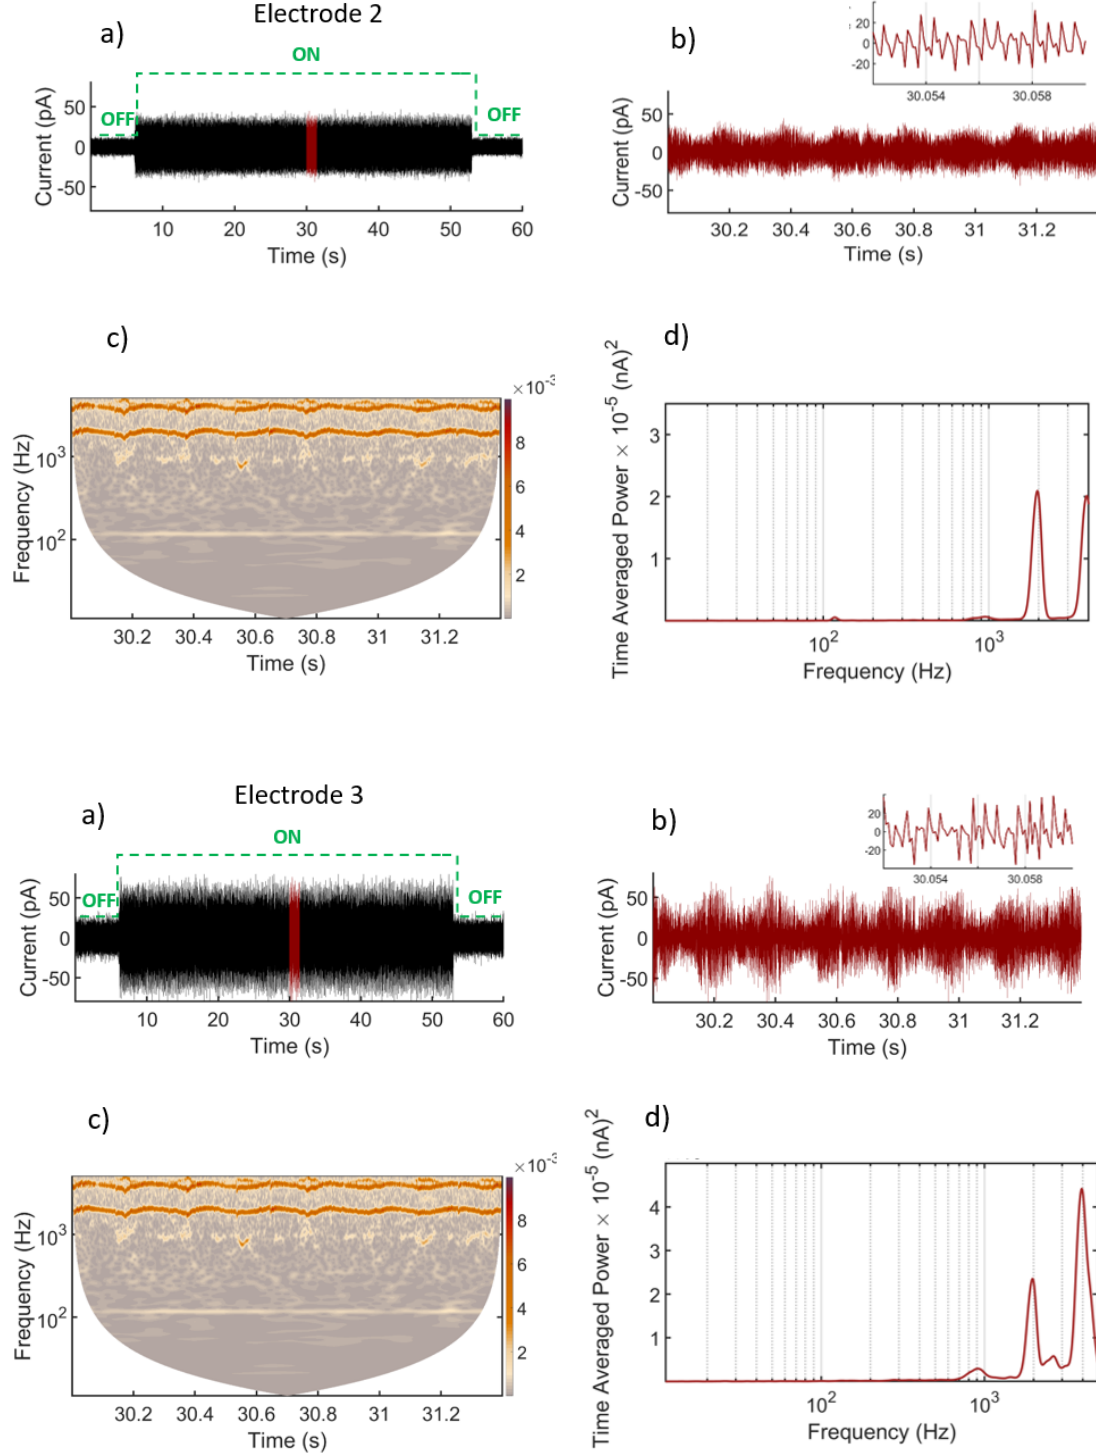 Electrode 2
a)
ON
OFF
OFF
Current (pA)
50
0
-50
10 20 30 40 50 60
Time (s)
b)
20
0
-20
30.054 30.058
Current (pA)
50
0
-50
30.2 30.4 30.6 30.8 31 31.2
Time (s)
c)
×10-3
8
6
4
2
Frequency (Hz)
10³
10²
30.2 30.4 30.6 30.8 31 31.2
Time (s)
d)
Time Averaged Power × 10⁻⁵ (nA)²
3
2
1
10² 10³
Frequency (Hz)
Electrode 3
a)
ON
OFF
OFF
Current (pA)
50
0
-50
10 20 30 40 50 60
Time (s)
b)
20
0
-20
30.054 30.058
Current (pA)
50
0
-50
30.2 30.4 30.6 30.8 31 31.2
Time (s)
c)
×10-3
8
6
4
2
Frequency (Hz)
10³
10²
30.2 30.4 30.6 30.8 31 31.2
Time (s)
d)
Time Averaged Power × 10⁻⁵ (nA)²
4
3
2
1
10² 10³
Frequency (Hz)